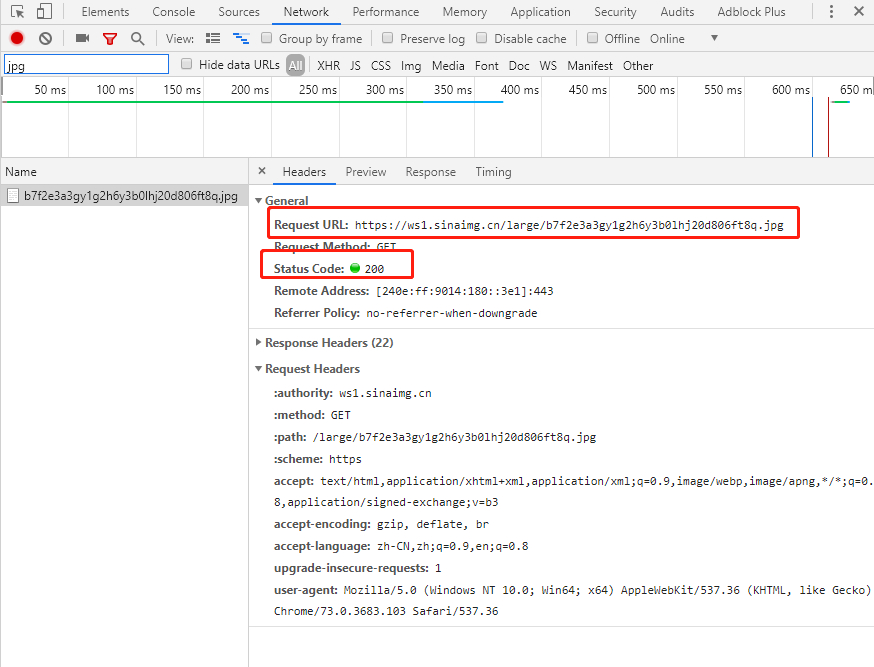 Elements Console Sources Network Performance Memory Application Security Audits Adblock Plus
View: Group by frame Preserve log Disable cache Offline Online
jpg Hide data URLs All XHR JS CSS Img Media Font Doc WS Manifest Other
50 ms 100 ms 150 ms 200 ms 250 ms 300 ms 350 ms 400 ms 450 ms 500 ms 550 ms 600 ms 650 m
Name
b7f2e3a3gy1g2h6y3b0lhj20d806ft8q.jpg
Headers Preview Response Timing
General
Request URL: https://ws1.sinaimg.cn/large/b7f2e3a3gy1g2h6y3b0lhj20d806ft8q.jpg
Request Method: GET
Status Code: 200
Remote Address: [240e:ff:9014:180::3e1]:443
Referrer Policy: no-referrer-when-downgrade
Response Headers (22)
Request Headers
:authority: ws1.sinaimg.cn
:method: GET
:path: /large/b7f2e3a3gy1g2h6y3b0lhj20d806ft8q.jpg
:scheme: https
accept: text/html,application/xhtml+xml,application/xml;q=0.9,image/webp,image/apng,*/*;q=0.
8,application/signed-exchange;v=b3
accept-encoding: gzip, deflate, br
accept-language: zh-CN,zh;q=0.9,en;q=0.8
upgrade-insecure-requests: 1
user-agent: Mozilla/5.0 (Windows NT 10.0; Win64; x64) AppleWebKit/537.36 (KHTML, like Gecko)
Chrome/73.0.3683.103 Safari/537.36